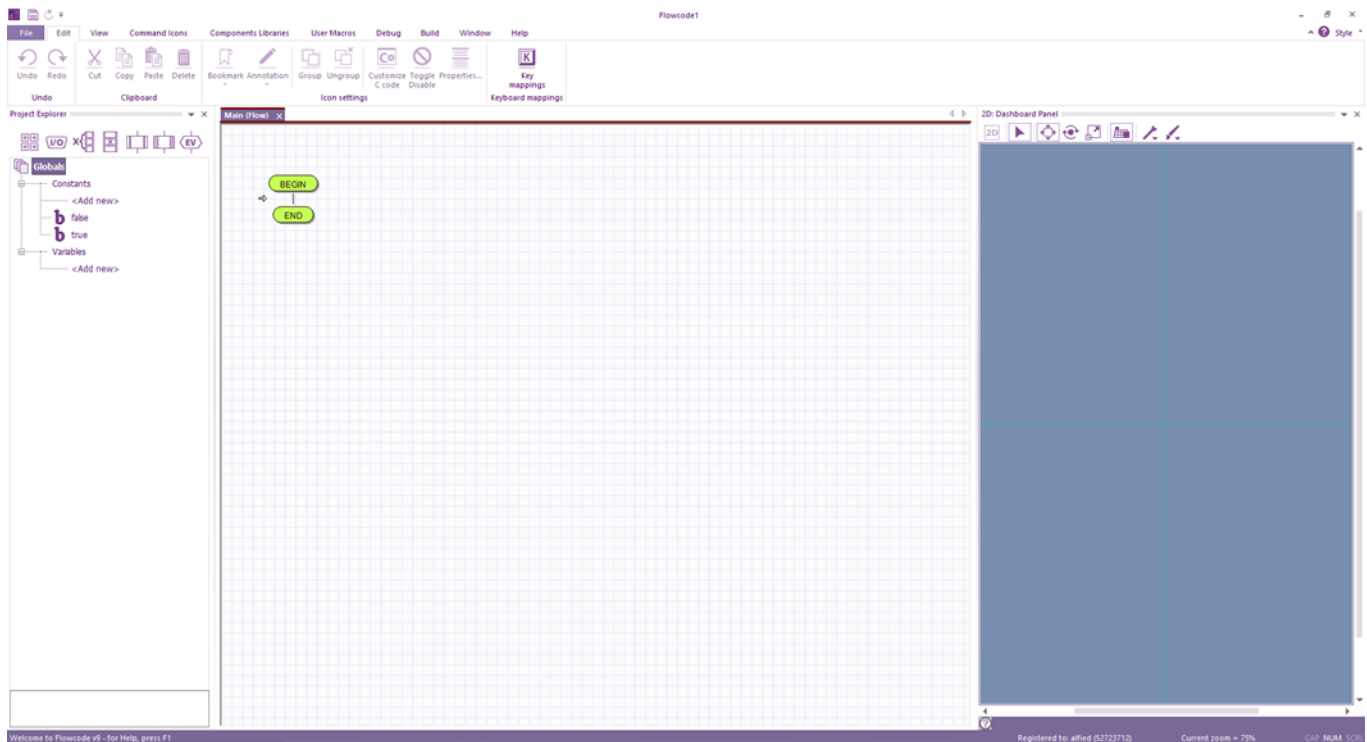 Flowcode1
File Edit View Command Icons Components Libraries User Macros Debug Build Window Help Style
Undo Redo Cut Copy Paste Delete Bookmark Annotation Group Ungroup Customize C code Toggle Disable Properties... Key mappings
Undo Clipboard Icon settings Keyboard mappings
Project Explorer
Main (Flow)
2D: Dashboard Panel
I/O
EV
2D
Globals
Constants
<Add new>
false
true
Variables
<Add new>
BEGIN
END
Welcome to Flowcode v9 - for Help, press F1
Registered to: alfied (52723712)
Current zoom = 75%
CAP NUM SCRL